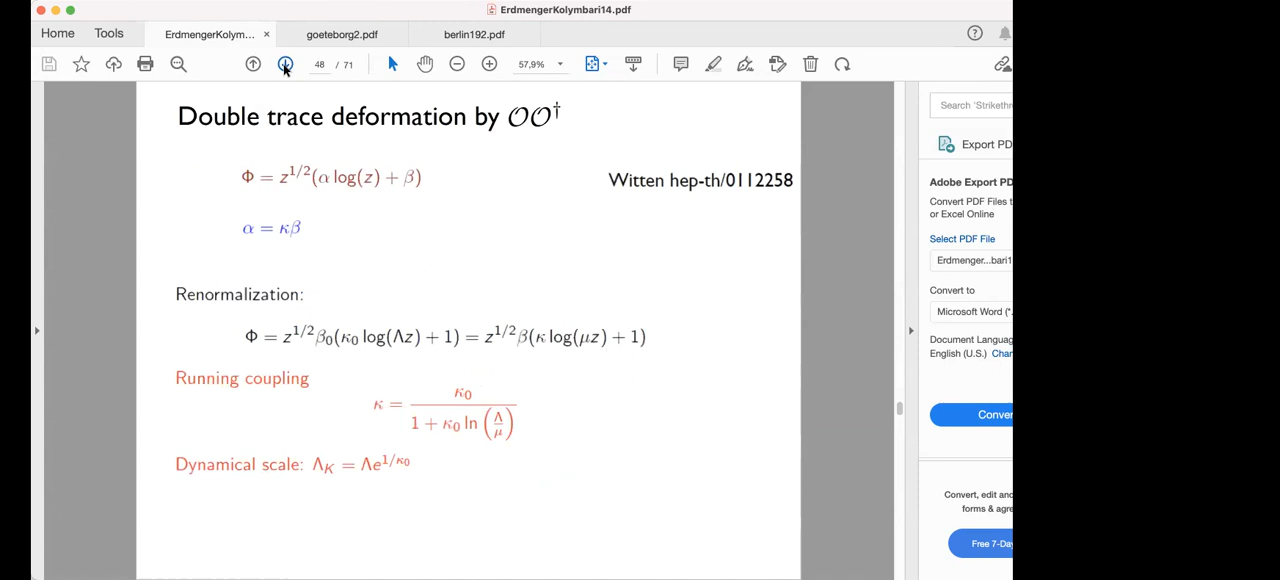 ErdmengerKolymbari14.pdf
Home Tools ErdmengerKolym... × goeteborg2.pdf berlin192.pdf
48 / 71 57,9%
Double trace deformation by 𝒪𝒪†
Φ = z^{1/2}(α log(z) + β)
Witten hep-th/0112258
α = κβ
Renormalization:
Φ = z^{1/2}β₀(κ₀ log(Λz) + 1) = z^{1/2}β(κ log(μz) + 1)
Running coupling
κ = κ₀ / (1 + κ₀ ln(Λ/μ))
Dynamical scale: Λ_K = Λe^{1/κ₀}
Search 'Strikethr
Export PD
Adobe Export PD
Convert PDF Files t
or Excel Online
Select PDF File
Erdmenger...bari1
Convert to
Microsoft Word (*.
Document Languag
English (U.S.) Chan
Conver
Convert, edit and
forms & agre
Free 7-Day